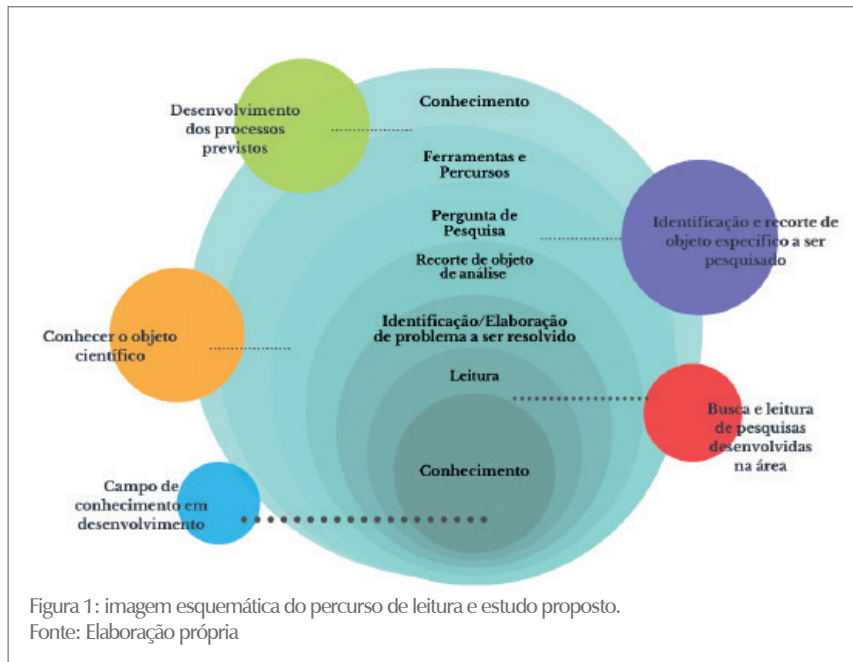 Conhecimento
Desenvolvimento
dos processos
previstos
Ferramentas e
Percursos
Pergunta de
Pesquisa
Identificação e recorte de
objeto específico a ser
pesquisado
Recorte de objeto
de análise
Identificação/Elaboração
de problema a ser resolvido
Conhecer o objeto
científico
Leitura
Busca e leitura
de pesquisas
desenvolvidas
na área
Conhecimento
Campo de
conhecimento em
desenvolvimento
Figura 1: imagem esquemática do percurso de leitura e estudo proposto.
Fonte: Elaboração própria